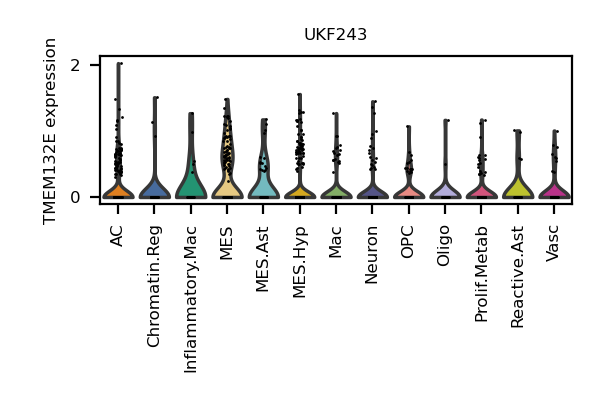 UKF243
TMEM132E expression
2
0
AC
Chromatin.Reg
Inflammatory.Mac
MES
MES.Ast
MES.Hyp
Mac
Neuron
OPC
Oligo
Prolif.Metab
Reactive.Ast
Vasc